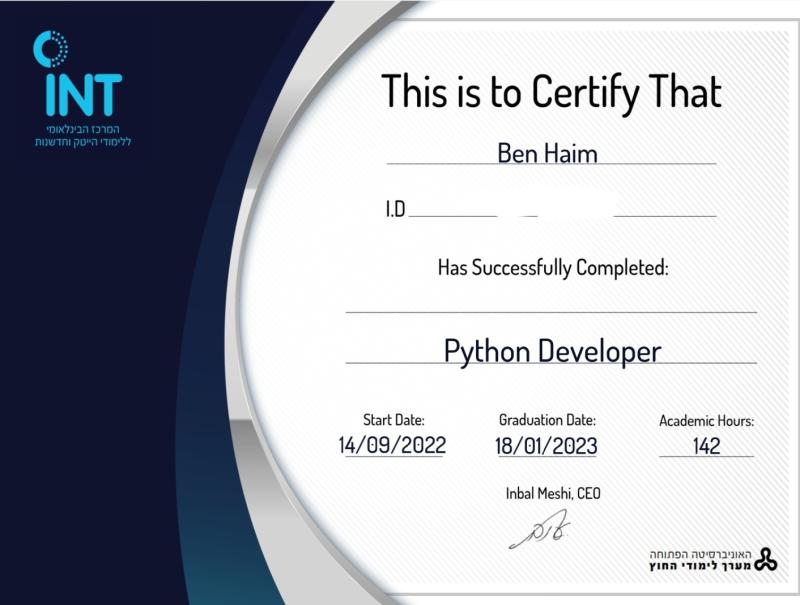 INT
המרכז הבינלאומי
ללימודי הייטק וחדשנות
This is to Certify That
Ben Haim
I.D
Has Successfully Completed:
Python Developer
Start Date:
14/09/2022
Graduation Date:
18/01/2023
Academic Hours:
142
Inbal Meshi, CEO
האוניברסיטה הפתוחה
מערך לימודי החוץ